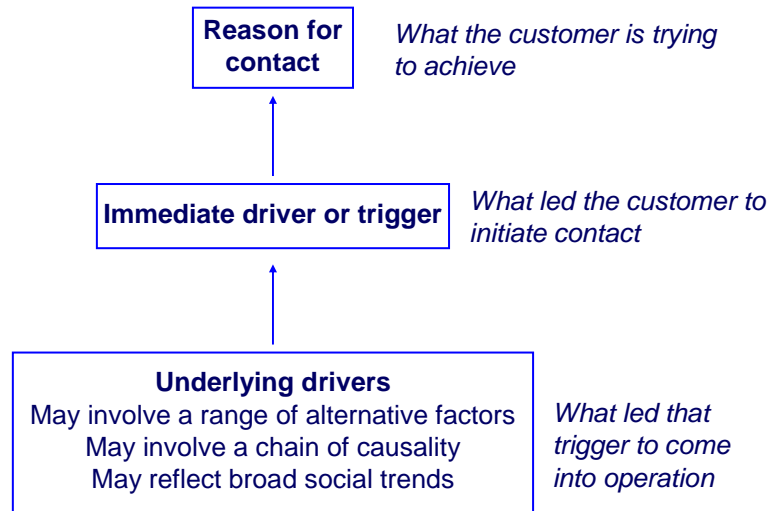 Reason for
contact
What the customer is trying
to achieve
Immediate driver or trigger
What led the customer to
initiate contact
Underlying drivers
May involve a range of alternative factors
May involve a chain of causality
May reflect broad social trends
What led that
trigger to come
into operation